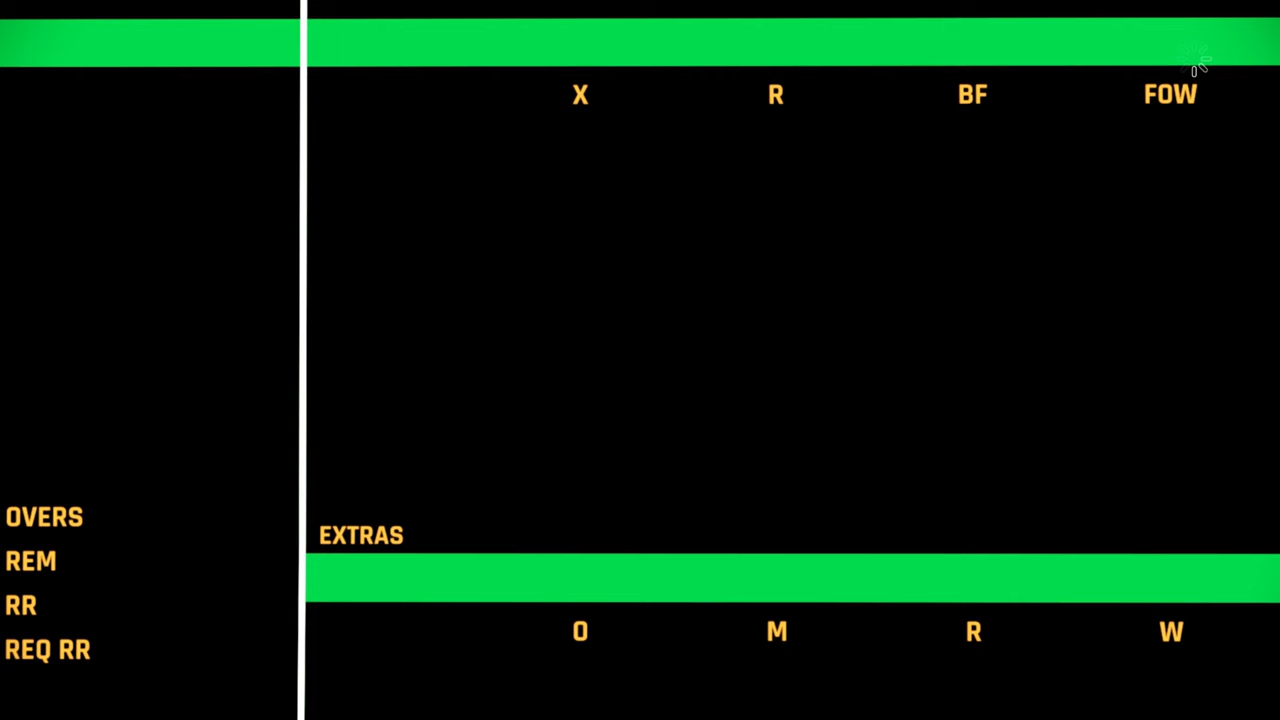 X R BF FOW
OVERS
REM
RR
REQ RR
EXTRAS
O M R W